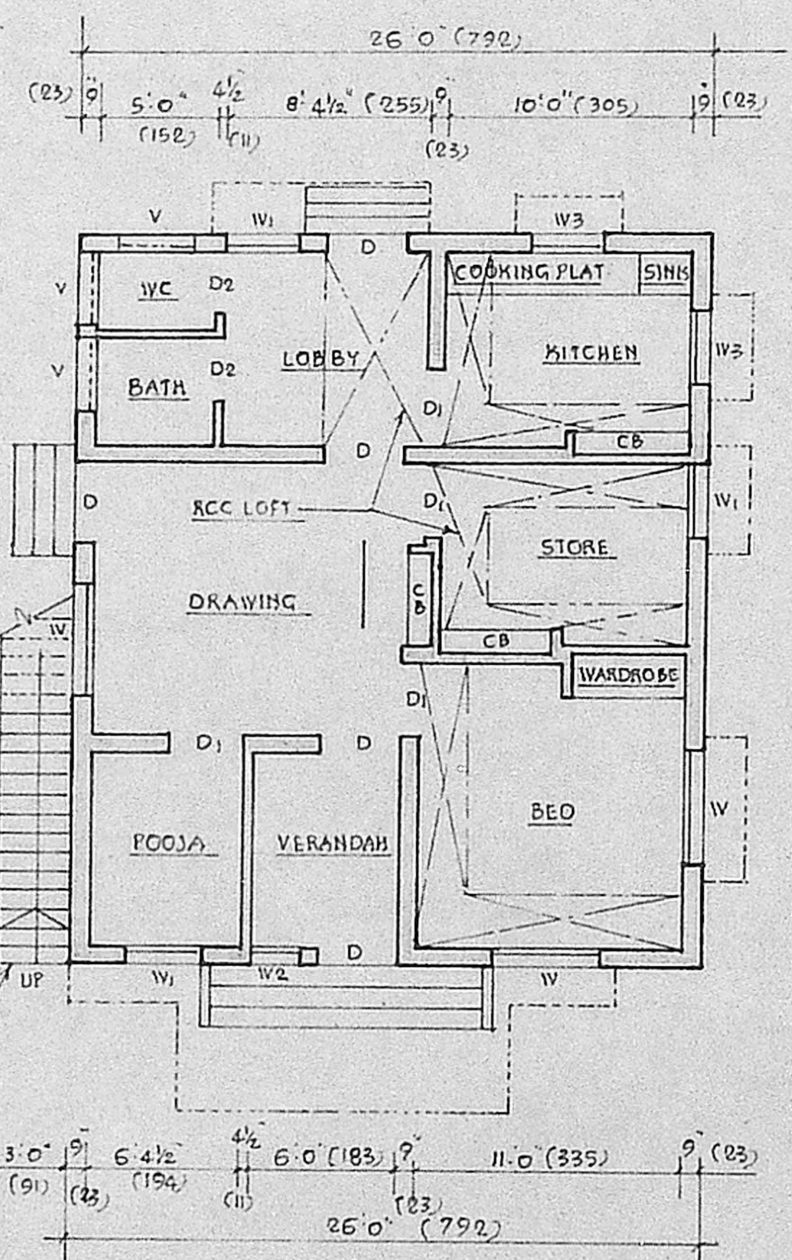 26'0" (792)
(23) 9" 5'0" 4½" 8'4½" (255) 9" 10'0" (305) 9" (23)
(152) (11) (23)
V W1 D W3
COOKING PLAT SINK
V WC D2
LOBBY KITCHEN W3
V BATH D2
D1
D CB
D RCC LOFT D1 W1
STORE
DRAWING CB
W CB
WARDROBE
D1
D1 D
BED W
POOJA VERANDAH
D
UP W1 W2 W
3'0" 9" 6'4½" 4½" 6'0" (183) 9" 11'0" (335) 9" (23)
(91) (23) (194) (11) (23)
26'0" (792)